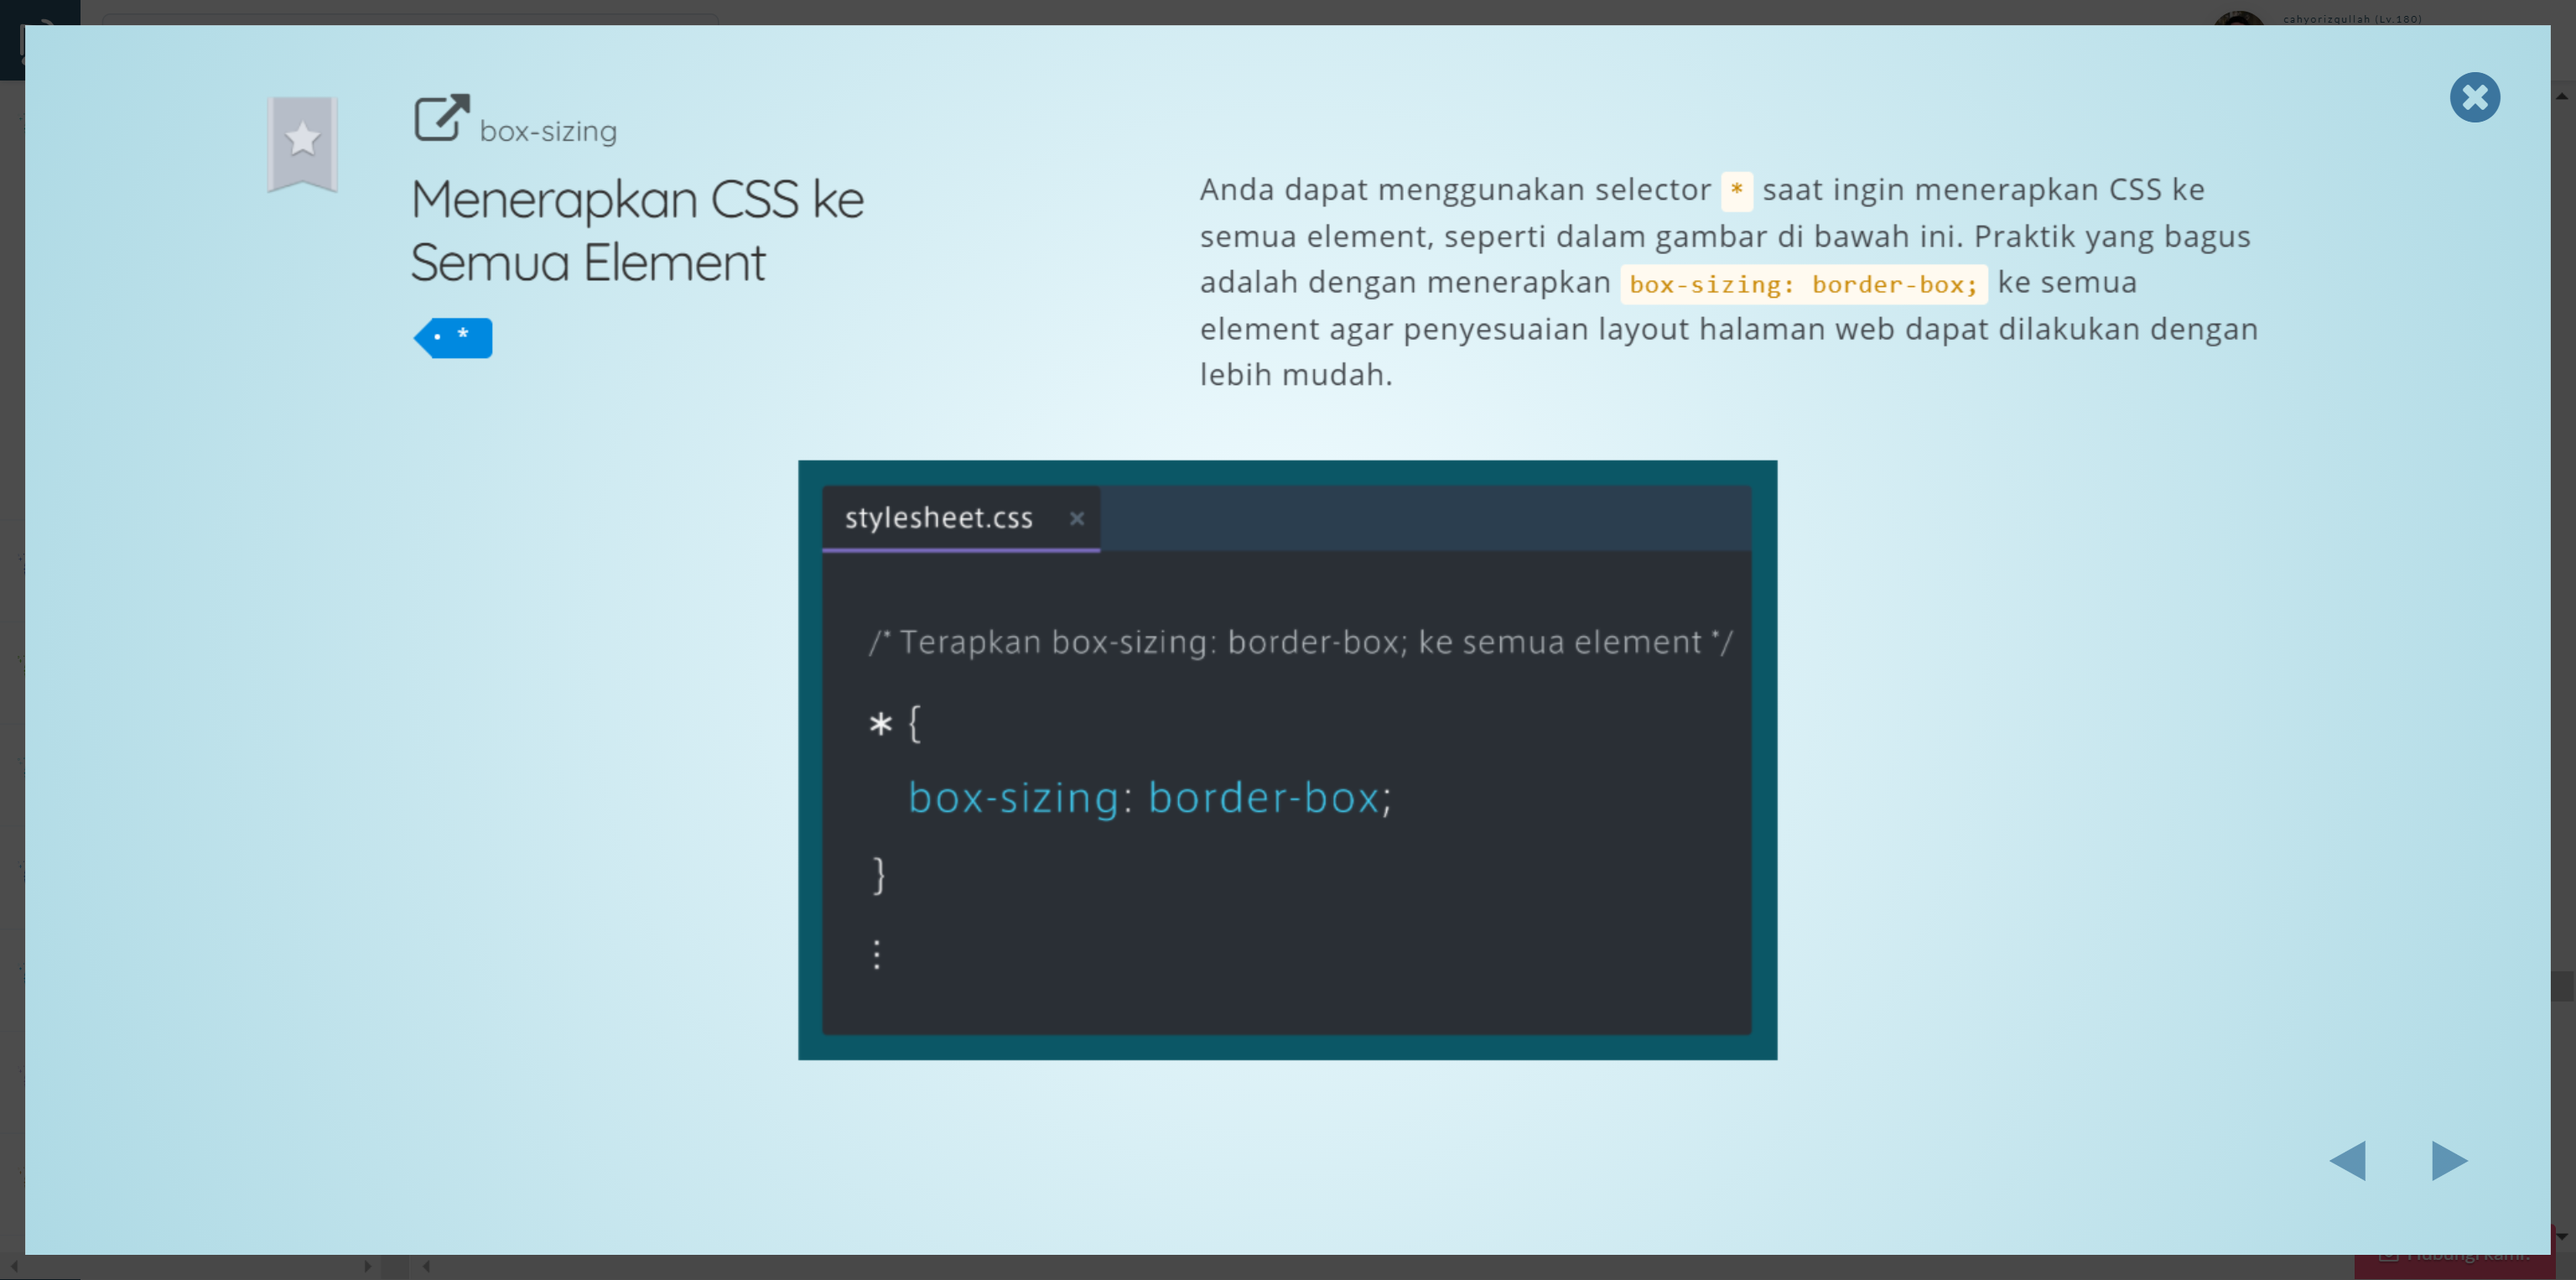 cahyorizqullah (Lv.180)
box-sizing
Menerapkan CSS ke
Semua Element
*
Anda dapat menggunakan selector * saat ingin menerapkan CSS ke
semua element, seperti dalam gambar di bawah ini. Praktik yang bagus
adalah dengan menerapkan box-sizing: border-box; ke semua
element agar penyesuaian layout halaman web dapat dilakukan dengan
lebih mudah.
stylesheet.css ×
/* Terapkan box-sizing: border-box; ke semua element */
* {
box-sizing: border-box;
}
⋮
Hubungi kami!